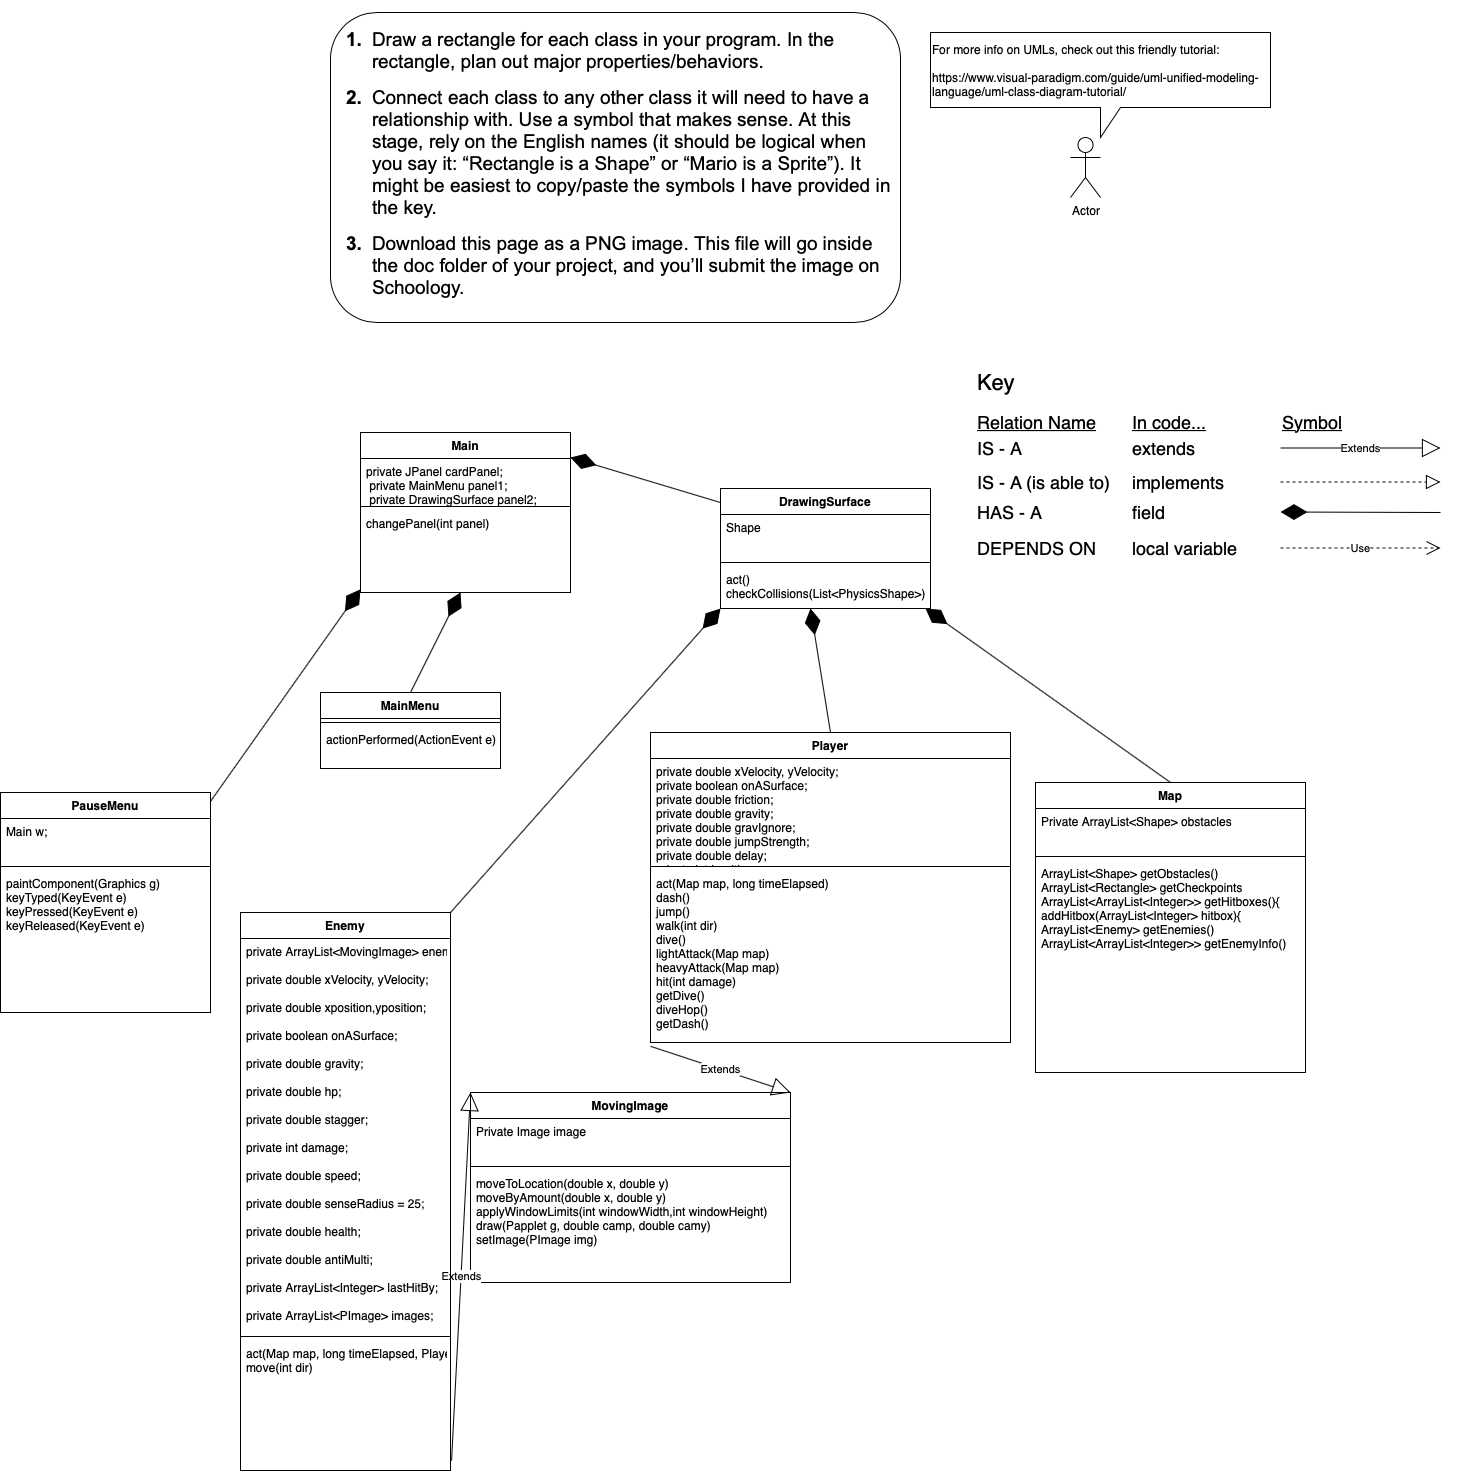 1. Draw a rectangle for each class in your program. In the
rectangle, plan out major properties/behaviors.
2. Connect each class to any other class it will need to have a
relationship with. Use a symbol that makes sense. At this
stage, rely on the English names (it should be logical when
you say it: “Rectangle is a Shape” or “Mario is a Sprite”). It
might be easiest to copy/paste the symbols I have provided in
the key.
3. Download this page as a PNG image. This file will go inside
the doc folder of your project, and you’ll submit the image on
Schoology.
For more info on UMLs, check out this friendly tutorial:
https://www.visual-paradigm.com/guide/uml-unified-modeling-
language/uml-class-diagram-tutorial/
Actor
Key
Relation Name In code... Symbol
IS - A extends Extends
IS - A (is able to) implements
HAS - A field
DEPENDS ON local variable Use
Main
private JPanel cardPanel;
private MainMenu panel1;
private DrawingSurface panel2;
changePanel(int panel)
DrawingSurface
Shape
act()
checkCollisions(List<PhysicsShape>)
MainMenu
actionPerformed(ActionEvent e)
PauseMenu
Main w;
paintComponent(Graphics g)
keyTyped(KeyEvent e)
keyPressed(KeyEvent e)
keyReleased(KeyEvent e)
Player
private double xVelocity, yVelocity;
private boolean onASurface;
private double friction;
private double gravity;
private double gravIgnore;
private double jumpStrength;
private double delay;
act(Map map, long timeElapsed)
dash()
jump()
walk(int dir)
dive()
lightAttack(Map map)
heavyAttack(Map map)
hit(int damage)
getDive()
diveHop()
getDash()
Map
Private ArrayList<Shape> obstacles
ArrayList<Shape> getObstacles()
ArrayList<Rectangle> getCheckpoints
ArrayList<ArrayList<Integer>> getHitboxes(){
addHitbox(ArrayList<Integer> hitbox){
ArrayList<Enemy> getEnemies()
ArrayList<ArrayList<Integer>> getEnemyInfo()
Enemy
private ArrayList<MovingImage>
private double xVelocity, yVelocity;
private double xposition,yposition;
private boolean onASurface;
private double gravity;
private double hp;
private double stagger;
private int damage;
private double speed;
private double senseRadius = 25;
private double health;
private double antiMulti;
private ArrayList<Integer> lastHitBy;
private ArrayList<PImage> images;
act(Map map, long timeElapsed,
move(int dir)
Extends
Extends
MovingImage
Private Image image
moveToLocation(double x, double y)
moveByAmount(double x, double y)
applyWindowLimits(int windowWidth,int windowHeight)
draw(Papplet g, double camp, double camy)
setImage(PImage img)